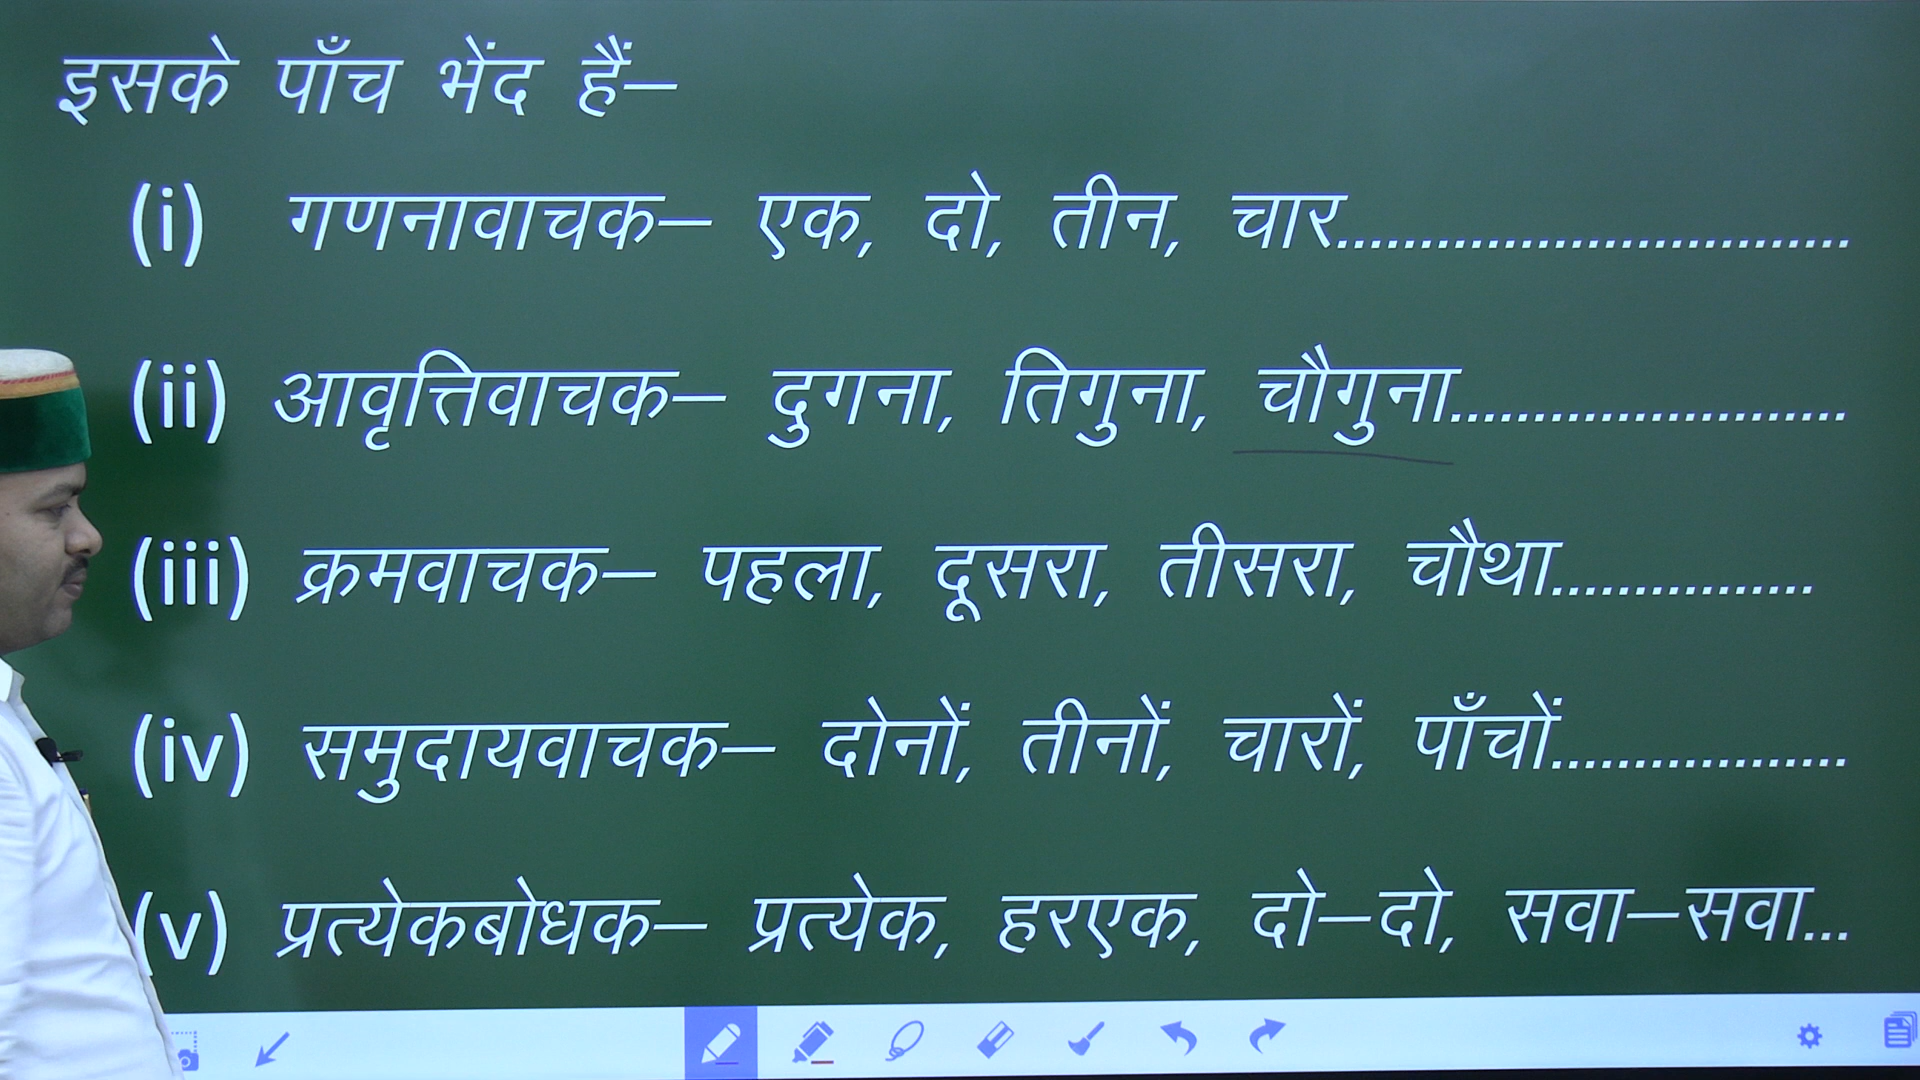 इसके पाँच भेंद हैं–
(i) गणनावाचक– एक, दो, तीन, चार..............................
(ii) आवृत्तिवाचक– दुगना, तिगुना, चौगुना.......................
(iii) क्रमवाचक– पहला, दूसरा, तीसरा, चौथा................
(iv) समुदायवाचक– दोनों, तीनों, चारों, पाँचों..................
(v) प्रत्येकबोधक– प्रत्येक, हरएक, दो–दो, सवा–सवा...